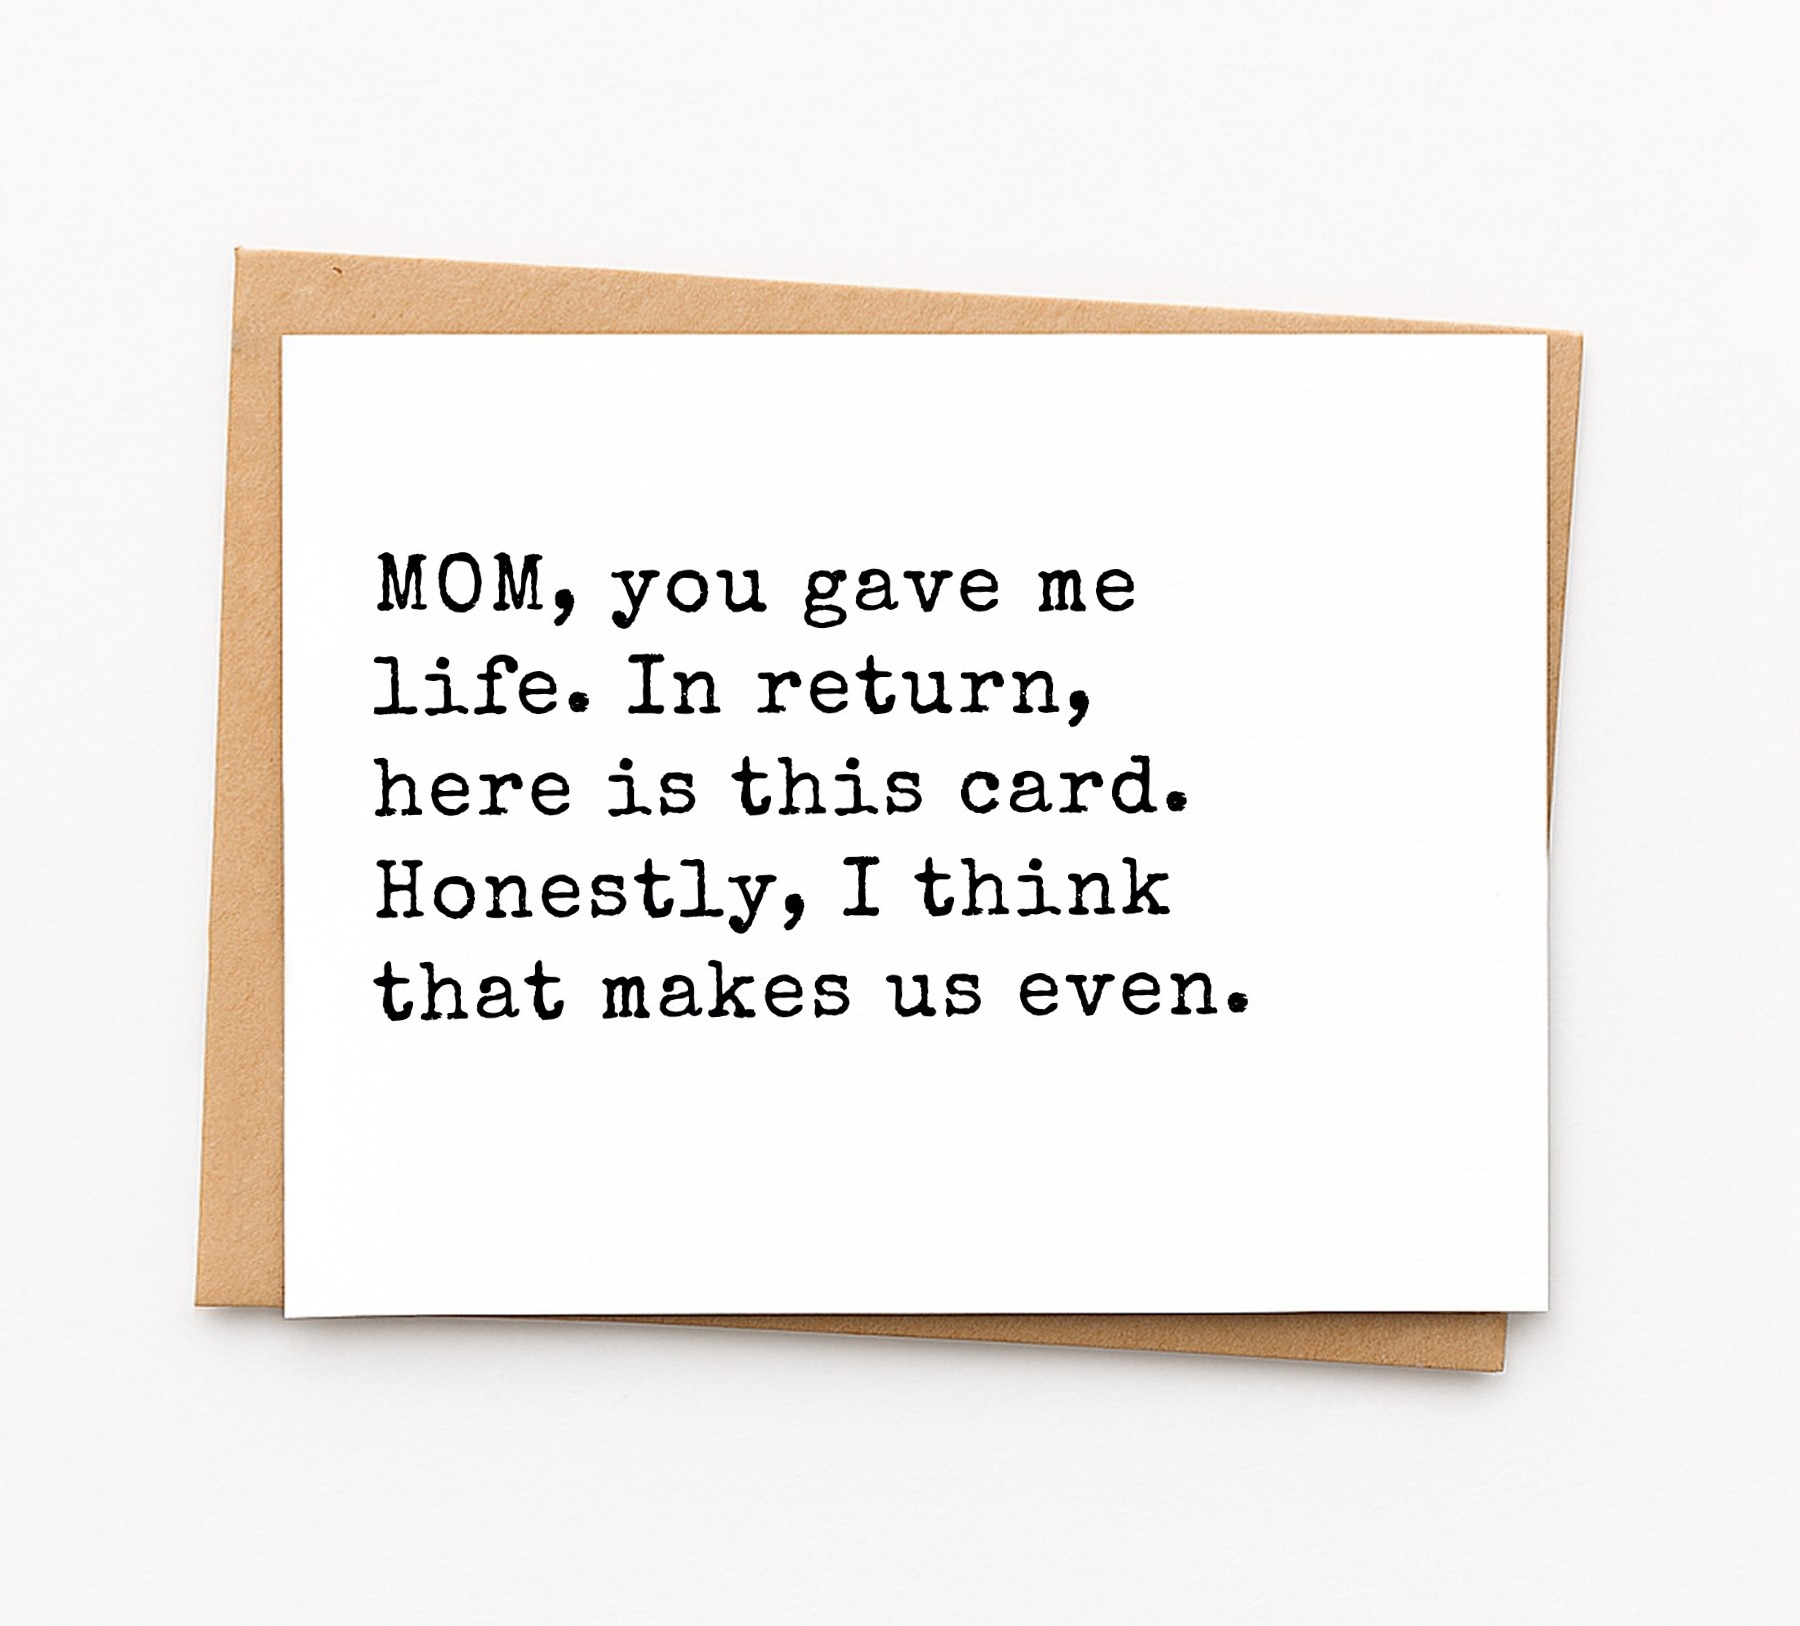 MOM, you gave me
life. In return,
here is this card.
Honestly, I think
that makes us even.